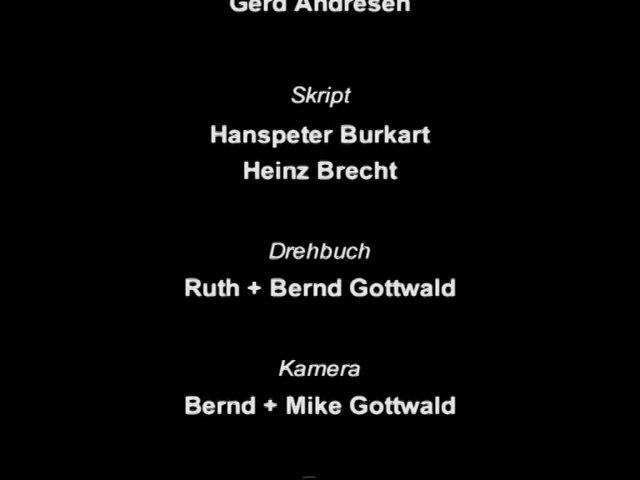 Gerd Andresen
Skript
Hanspeter Burkart
Heinz Brecht
Drehbuch
Ruth + Bernd Gottwald
Kamera
Bernd + Mike Gottwald